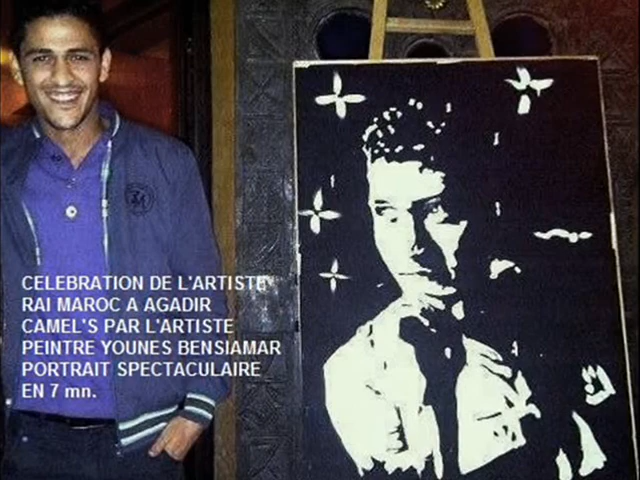 CELEBRATION DE L'ARTISTE
RAI MAROC A AGADIR
CAMEL'S PAR L'ARTISTE
PEINTRE YOUNES BENSIAMAR
PORTRAIT SPECTACULAIRE
EN 7 mn.